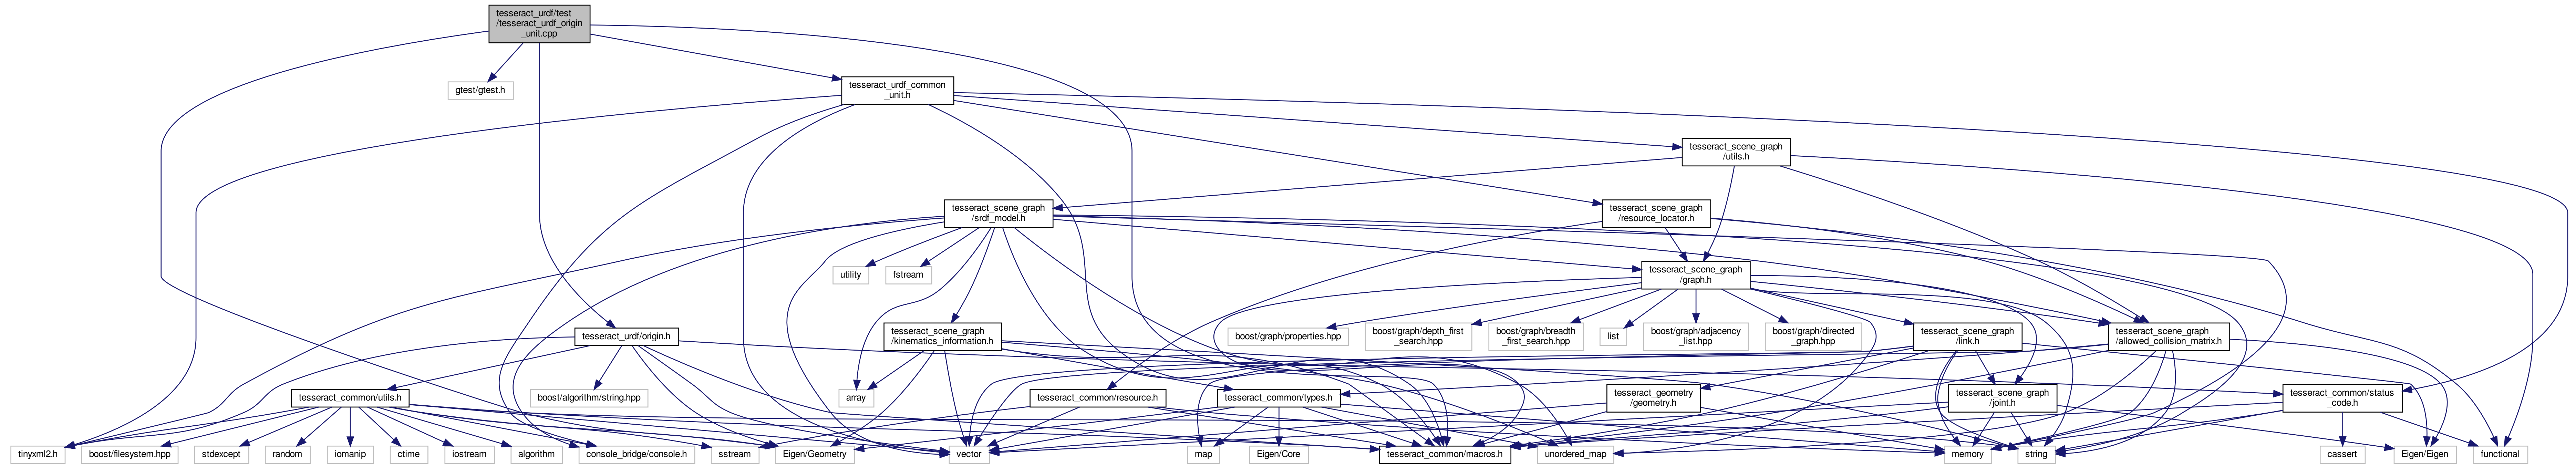 tesseract_urdf/test
/tesseract_urdf_origin
_unit.cpp
gtest/gtest.h
tesseract_urdf_common
_unit.h
tesseract_scene_graph
/utils.h
tesseract_scene_graph
/srdf_model.h
tesseract_scene_graph
/resource_locator.h
utility
fstream
tesseract_scene_graph
/graph.h
tesseract_urdf/origin.h
tesseract_scene_graph
/kinematics_information.h
boost/graph/properties.hpp
boost/graph/depth_first
_search.hpp
boost/graph/breadth
_first_search.hpp
list
boost/graph/adjacency
_list.hpp
boost/graph/directed
_graph.hpp
tesseract_scene_graph
/link.h
tesseract_scene_graph
/allowed_collision_matrix.h
tesseract_common/utils.h
boost/algorithm/string.hpp
array
tesseract_common/resource.h
tesseract_common/types.h
tesseract_geometry
/geometry.h
tesseract_scene_graph
/joint.h
tesseract_common/status
_code.h
tinyxml2.h
boost/filesystem.hpp
stdexcept
random
iomanip
ctime
iostream
algorithm
console_bridge/console.h
sstream
Eigen/Geometry
vector
map
Eigen/Core
tesseract_common/macros.h
unordered_map
memory
string
cassert
Eigen/Eigen
functional